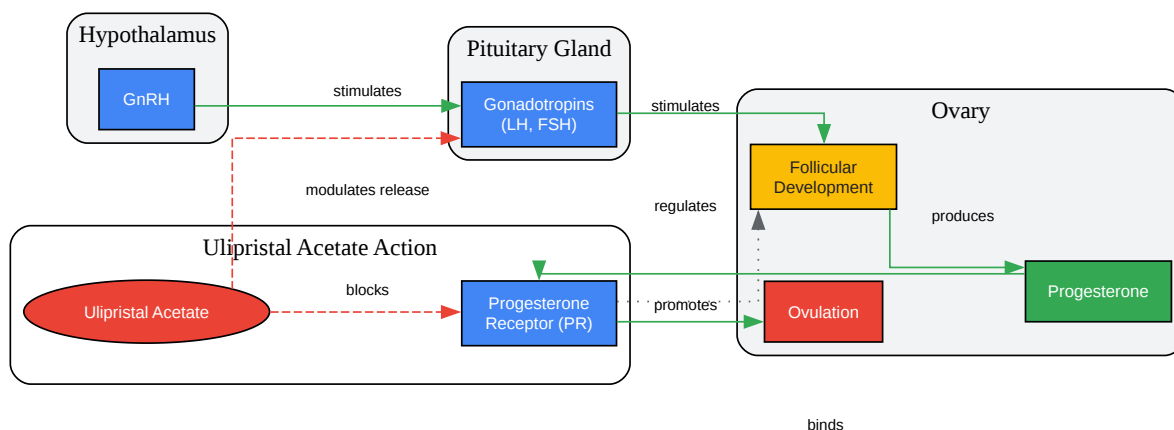 Hypothalamus
GnRH
stimulates
Pituitary Gland
Gonadotropins
(LH, FSH)
stimulates
Ovary
Follicular
Development
modulates release
regulates
produces
Ulipristal Acetate Action
Ulipristal Acetate
blocks
Progesterone
Receptor (PR)
promotes
Ovulation
Progesterone
binds